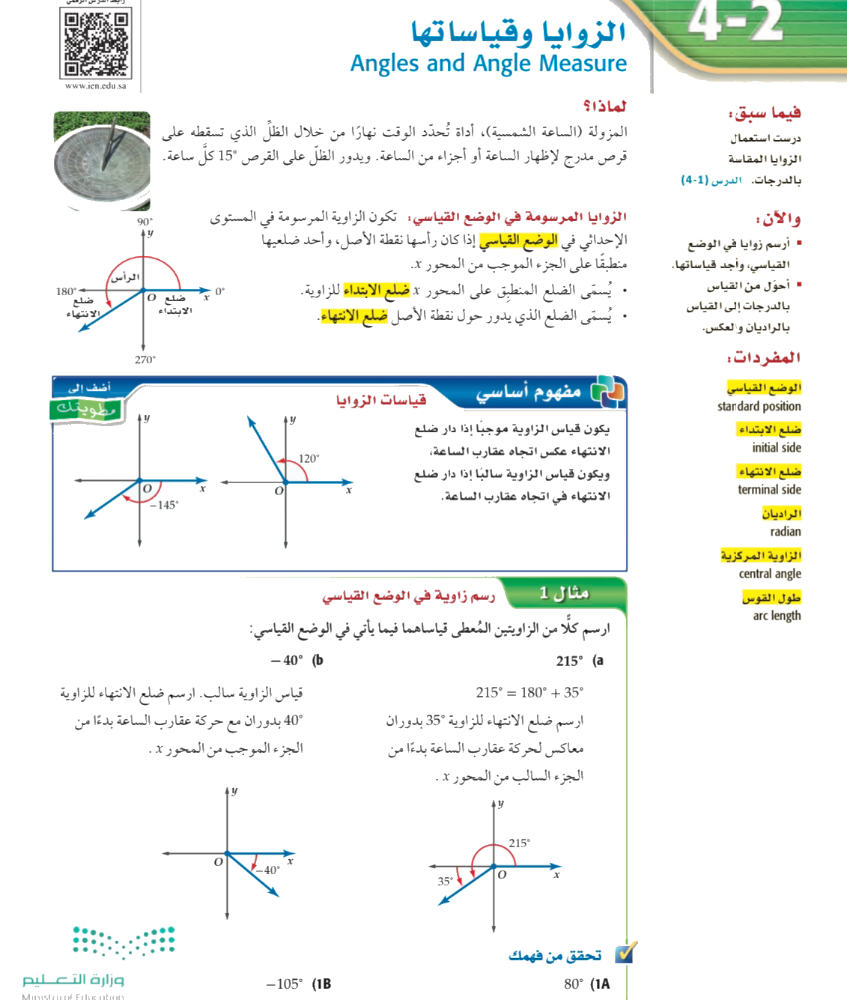 رابط الدرس الرقمي
www.ien.edu.sa
4-2
الزوايا وقياساتها
Angles and Angle Measure
فيما سبق:
درست استعمال
الزوايا المقاسة
بالدرجات. الدرس (1-4)
والآن:
▪ أرسم زوايا في الوضع
القياسي، وأجد قياساتها.
▪ أحوّل من القياس
بالدرجات إلى القياس
بالراديان والعكس.
المفردات:
الوضع القياسي
standard position
ضلع الابتداء
initial side
ضلع الانتهاء
terminal side
الراديان
radian
الزاوية المركزية
central angle
طول القوس
arc length
لماذا؟
المزولة (الساعة الشمسية)، أداة تُحدّد الوقت نهارًا من خلال الظلِّ الذي تسقطه على
قرص مدرج لإظهار الساعة أو أجزاء من الساعة. ويدور الظلّ على القرص 15° كلَّ ساعة.
الزوايا المرسومة في الوضع القياسي: تكون الزاوية المرسومة في المستوى
الإحداثي في الوضع القياسي إذا كان رأسها نقطة الأصل، وأحد ضلعيها
منطبقًا على الجزء الموجب من المحور x.
• يُسمّى الضلع المنطبِق على المحور x ضلع الابتداء للزاوية.
• يُسمّى الضلع الذي يدور حول نقطة الأصل ضلع الانتهاء.
90°
y
الرأس
180°
O
x
0°
ضلع
الابتداء
ضلع
الانتهاء
270°
مفهوم أساسي
قياسات الزوايا
أضف إلى
مطويتك
يكون قياس الزاوية موجبًا إذا دار ضلع
الانتهاء عكس اتجاه عقارب الساعة،
ويكون قياس الزاوية سالبًا إذا دار ضلع
الانتهاء في اتجاه عقارب الساعة.
y
120°
O
x
y
O
x
−145°
مثال 1
رسم زاوية في الوضع القياسي
ارسم كلًّا من الزاويتين المُعطى قياساهما فيما يأتي في الوضع القياسي:
a) 215°
215° = 180° + 35°
ارسم ضلع الانتهاء للزاوية 35° بدوران
معاكس لحركة عقارب الساعة بدءًا من
الجزء السالب من المحور x .
y
215°
O
x
35°
b) −40°
قياس الزاوية سالب. ارسم ضلع الانتهاء للزاوية
40° بدوران مع حركة عقارب الساعة بدءًا من
الجزء الموجب من المحور x .
y
O
x
−40°
تحقق من فهمك
1A) 80°
1B) −105°
وزارة التعليم
Ministry of Education